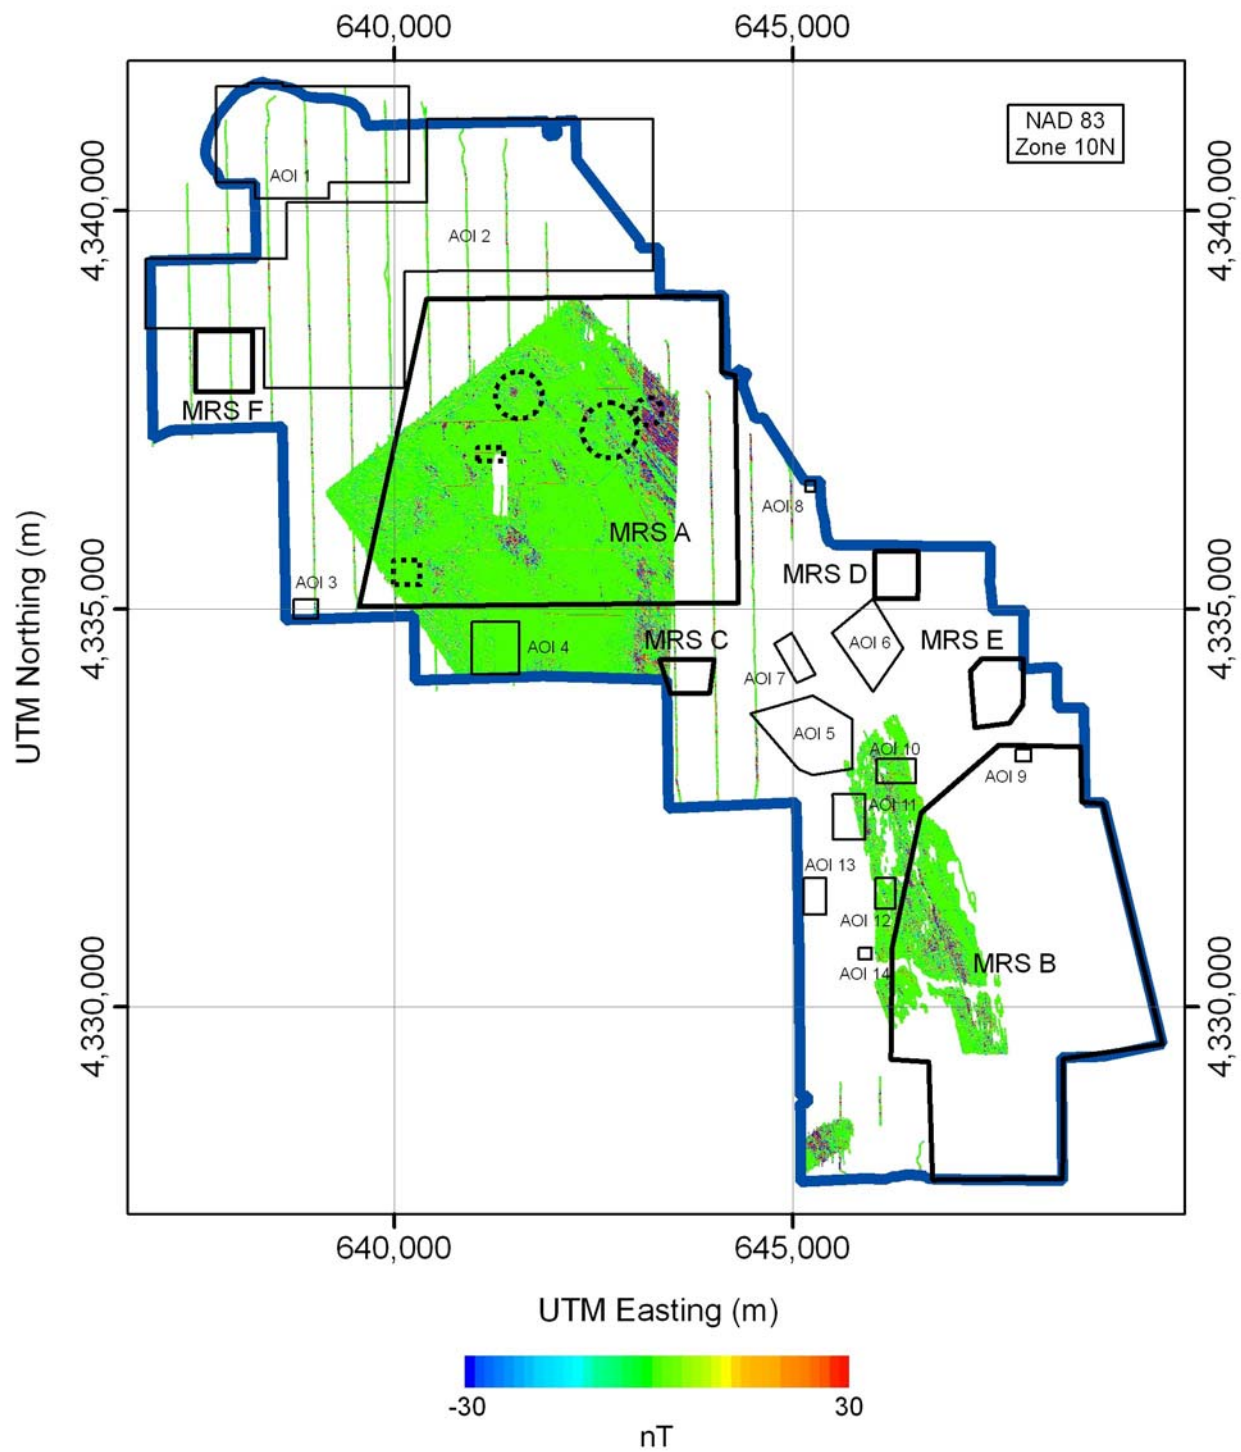 640,000
645,000
NAD 83
Zone 10N
4,340,000
4,340,000
AOI 1
AOI 2
MRS F
AOI 8
MRS A
MRS D
AOI 3
4,335,000
4,335,000
MRS C
AOI 4
AOI 6
MRS E
AOI 7
AOI 5
AOI 10
AOI 9
AOI 11
AOI 13
AOI 12
MRS B
AOI 14
4,330,000
4,330,000
UTM Northing (m)
640,000
645,000
UTM Easting (m)
-30
30
nT